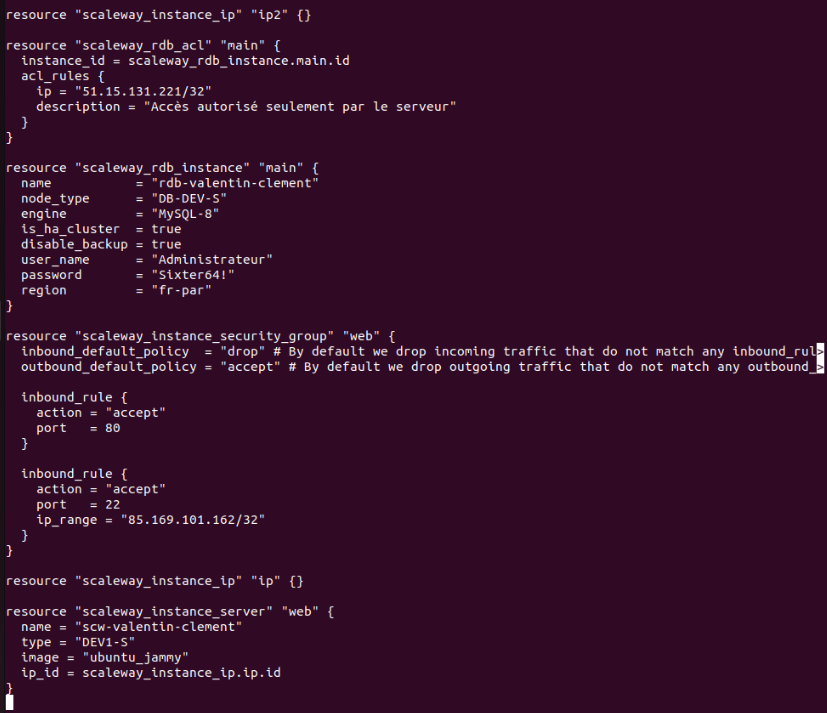 resource "scaleway_instance_ip" "ip2" {}
resource "scaleway_rdb_acl" "main" {
  instance_id = scaleway_rdb_instance.main.id
  acl_rules {
    ip = "51.15.131.221/32"
    description = "Accès autorisé seulement par le serveur"
  }
}
resource "scaleway_rdb_instance" "main" {
  name           = "rdb-valentin-clement"
  node_type      = "DB-DEV-S"
  engine         = "MySQL-8"
  is_ha_cluster  = true
  disable_backup = true
  user_name      = "Administrateur"
  password       = "Sixter64!"
  region         = "fr-par"
}
resource "scaleway_instance_security_group" "web" {
  inbound_default_policy  = "drop" # By default we drop incoming traffic that do not match any inbound_rul>
  outbound_default_policy = "accept" # By default we drop outgoing traffic that do not match any outbound_>
  inbound_rule {
    action = "accept"
    port   = 80
  }
  inbound_rule {
    action = "accept"
    port   = 22
    ip_range = "85.169.101.162/32"
  }
}
resource "scaleway_instance_ip" "ip" {}
resource "scaleway_instance_server" "web" {
  name = "scw-valentin-clement"
  type = "DEV1-S"
  image = "ubuntu_jammy"
  ip_id = scaleway_instance_ip.ip.id
}